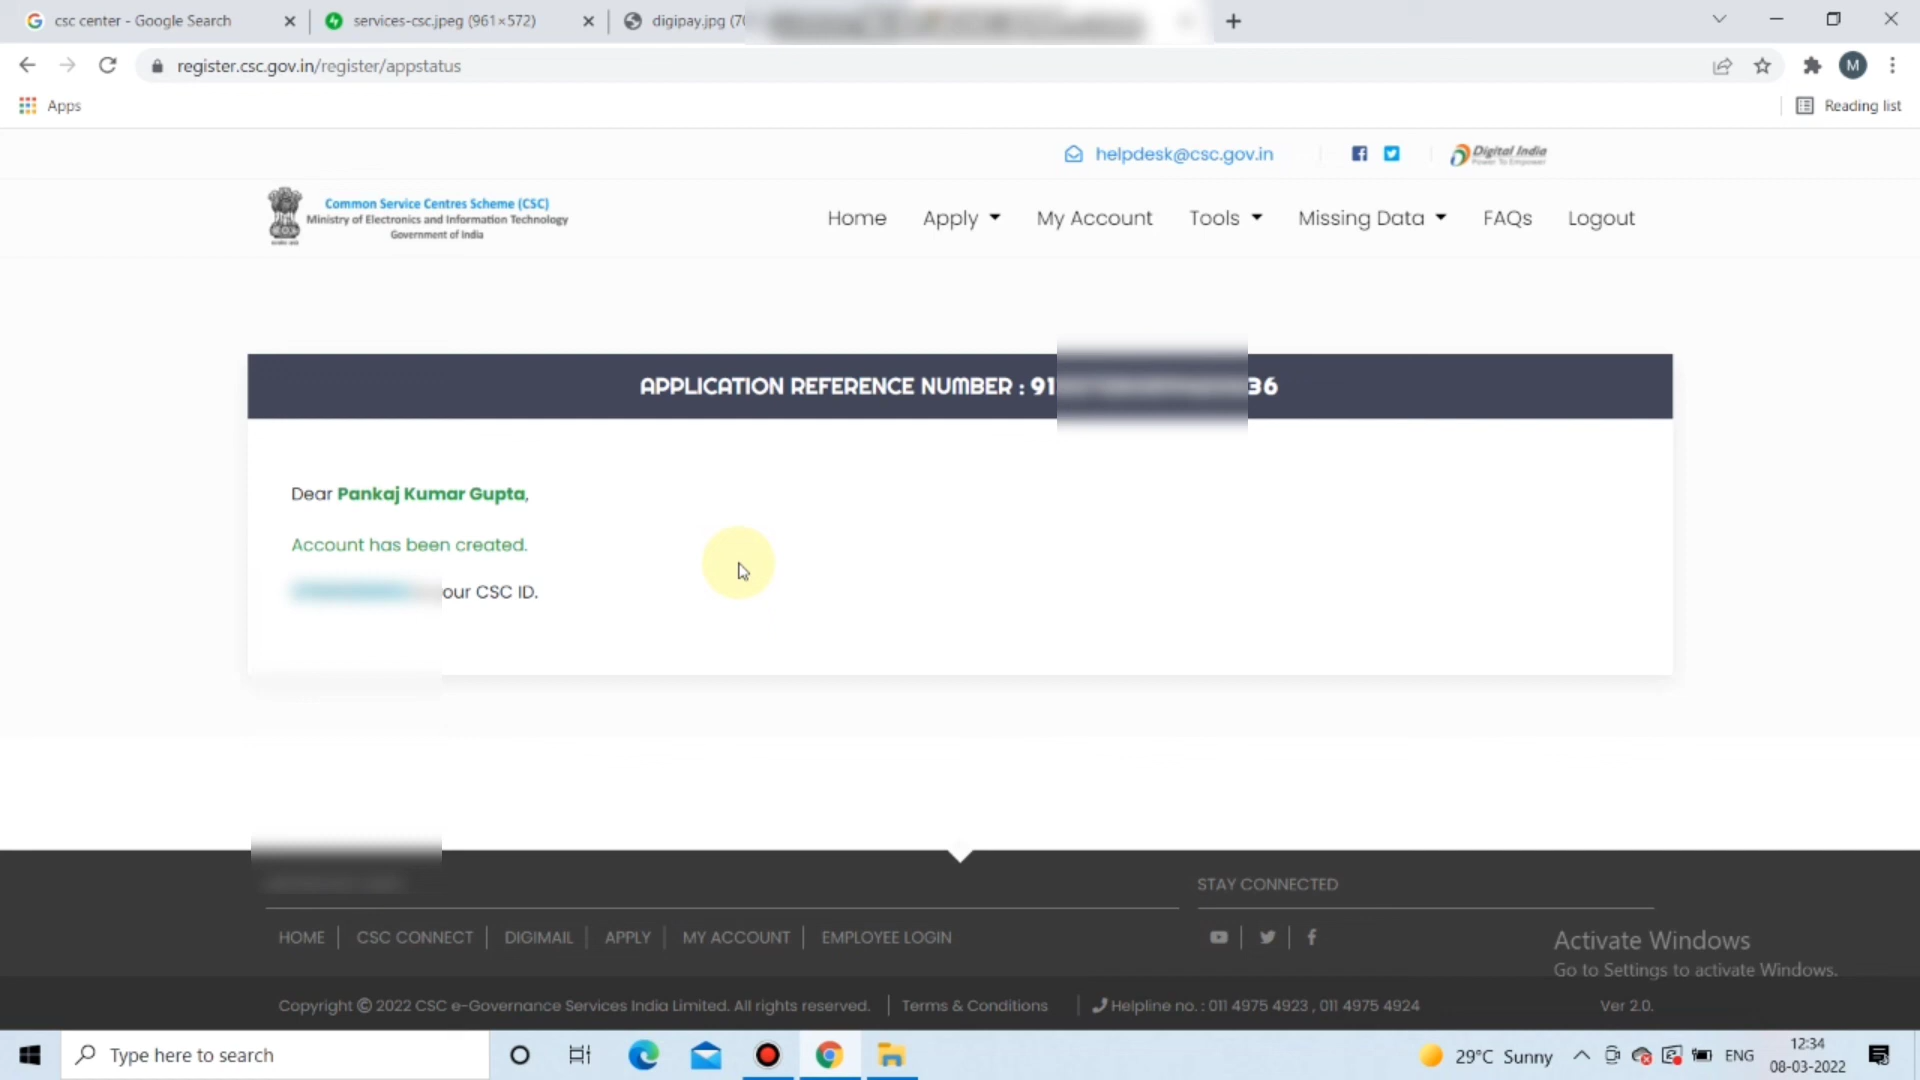 csc center - Google Search
services-csc.jpeg (961×572)
digipay.jpg (70
register.csc.gov.in/register/appstatus
M
Apps
Reading list
helpdesk@csc.gov.in
Digital India
Power To Empower
Common Service Centres Scheme (CSC)
Ministry of Electronics and Information Technology
Government of India
Home
Apply
My Account
Tools
Missing Data
FAQs
Logout
APPLICATION REFERENCE NUMBER : 91 36
Dear Pankaj Kumar Gupta,
Account has been created.
our CSC ID.
STAY CONNECTED
HOME
CSC CONNECT
DIGIMAIL
APPLY
MY ACCOUNT
EMPLOYEE LOGIN
Activate Windows
Go to Settings to activate Windows.
Copyright © 2022 CSC e-Governance Services India Limited. All rights reserved.
Terms & Conditions
Helpline no. : 011 4975 4923 , 011 4975 4924
Ver 2.0.
Type here to search
29°C Sunny
ENG
12:34
08-03-2022